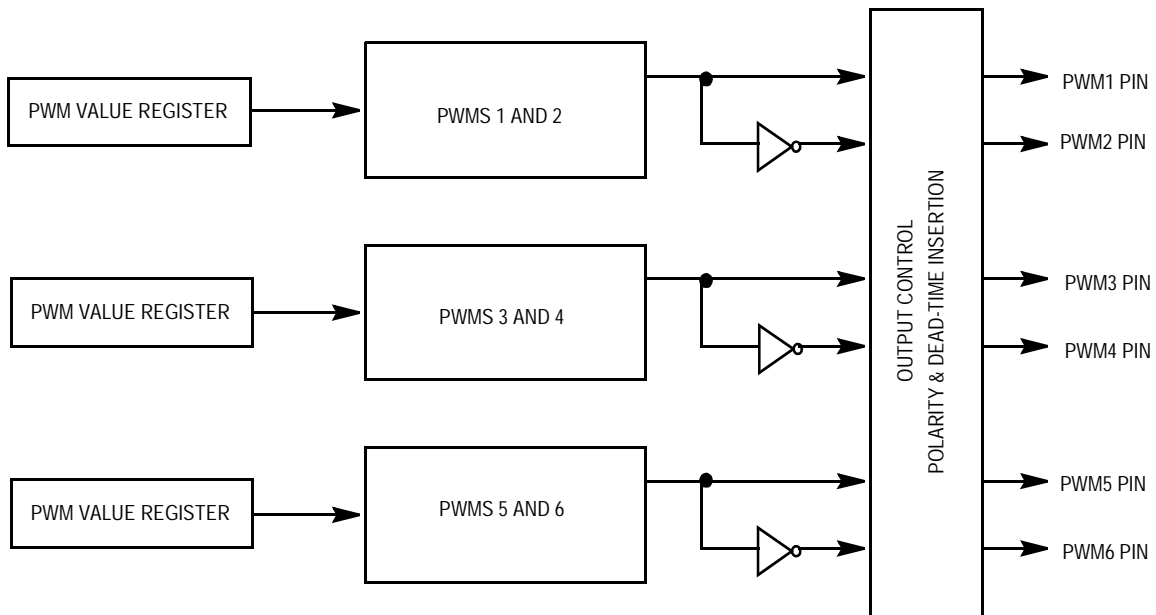 PWM VALUE REGISTER
PWMS 1 AND 2
PWM1 PIN
PWM2 PIN
PWM VALUE REGISTER
PWMS 3 AND 4
PWM3 PIN
PWM4 PIN
PWM VALUE REGISTER
PWMS 5 AND 6
PWM5 PIN
PWM6 PIN
OUTPUT CONTROL
POLARITY & DEAD-TIME INSERTION